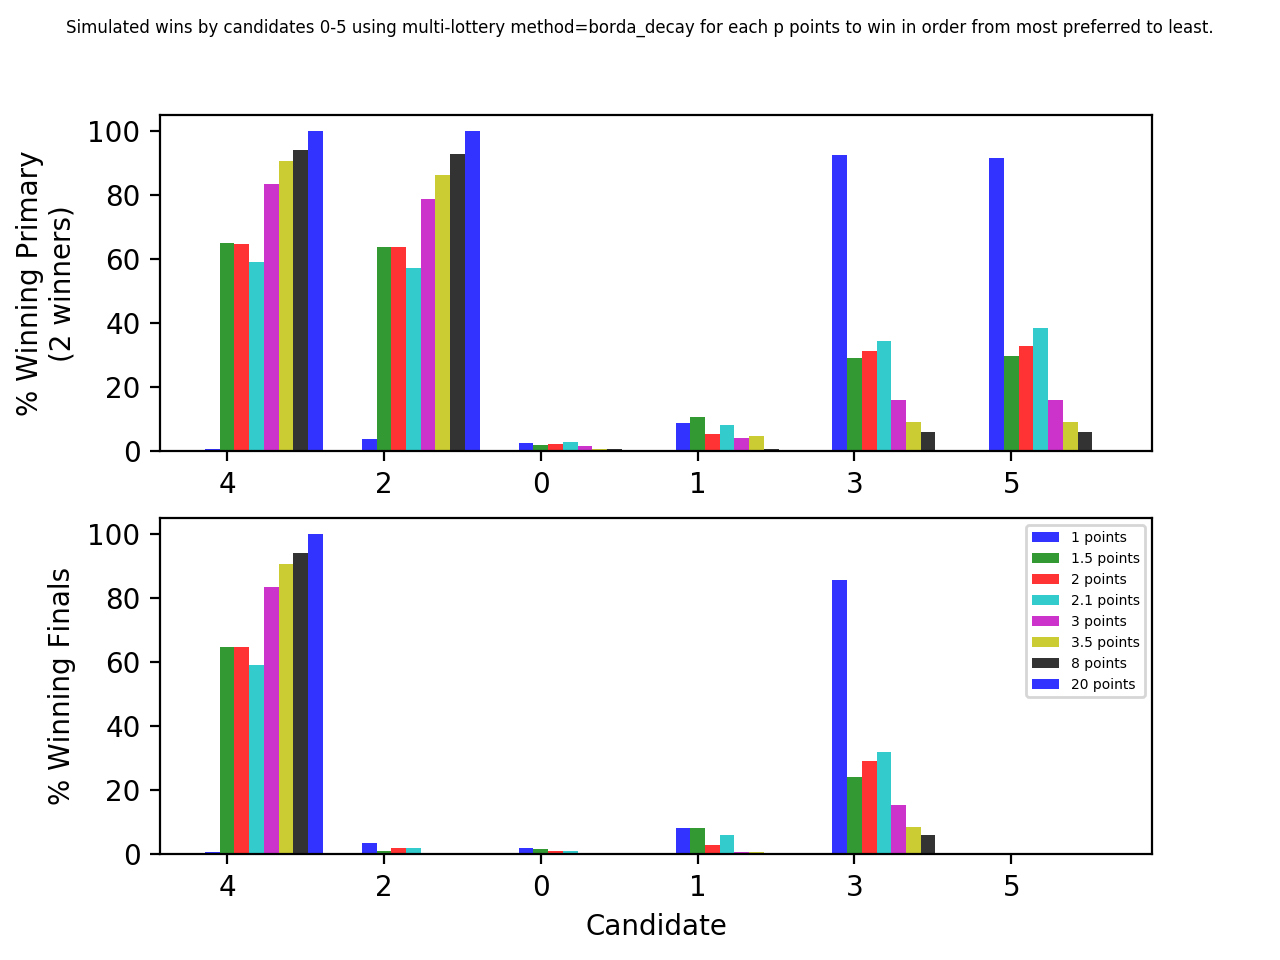 Simulated wins by candidates 0-5 using multi-lottery method=borda_decay for each p points to win in order from most preferred to least.
% Winning Primary
(2 winners)
100
80
60
40
20
0
4 2 0 1 3 5
% Winning Finals
100
80
60
40
20
0
1 points
1.5 points
2 points
2.1 points
3 points
3.5 points
8 points
20 points
4 2 0 1 3 5
Candidate